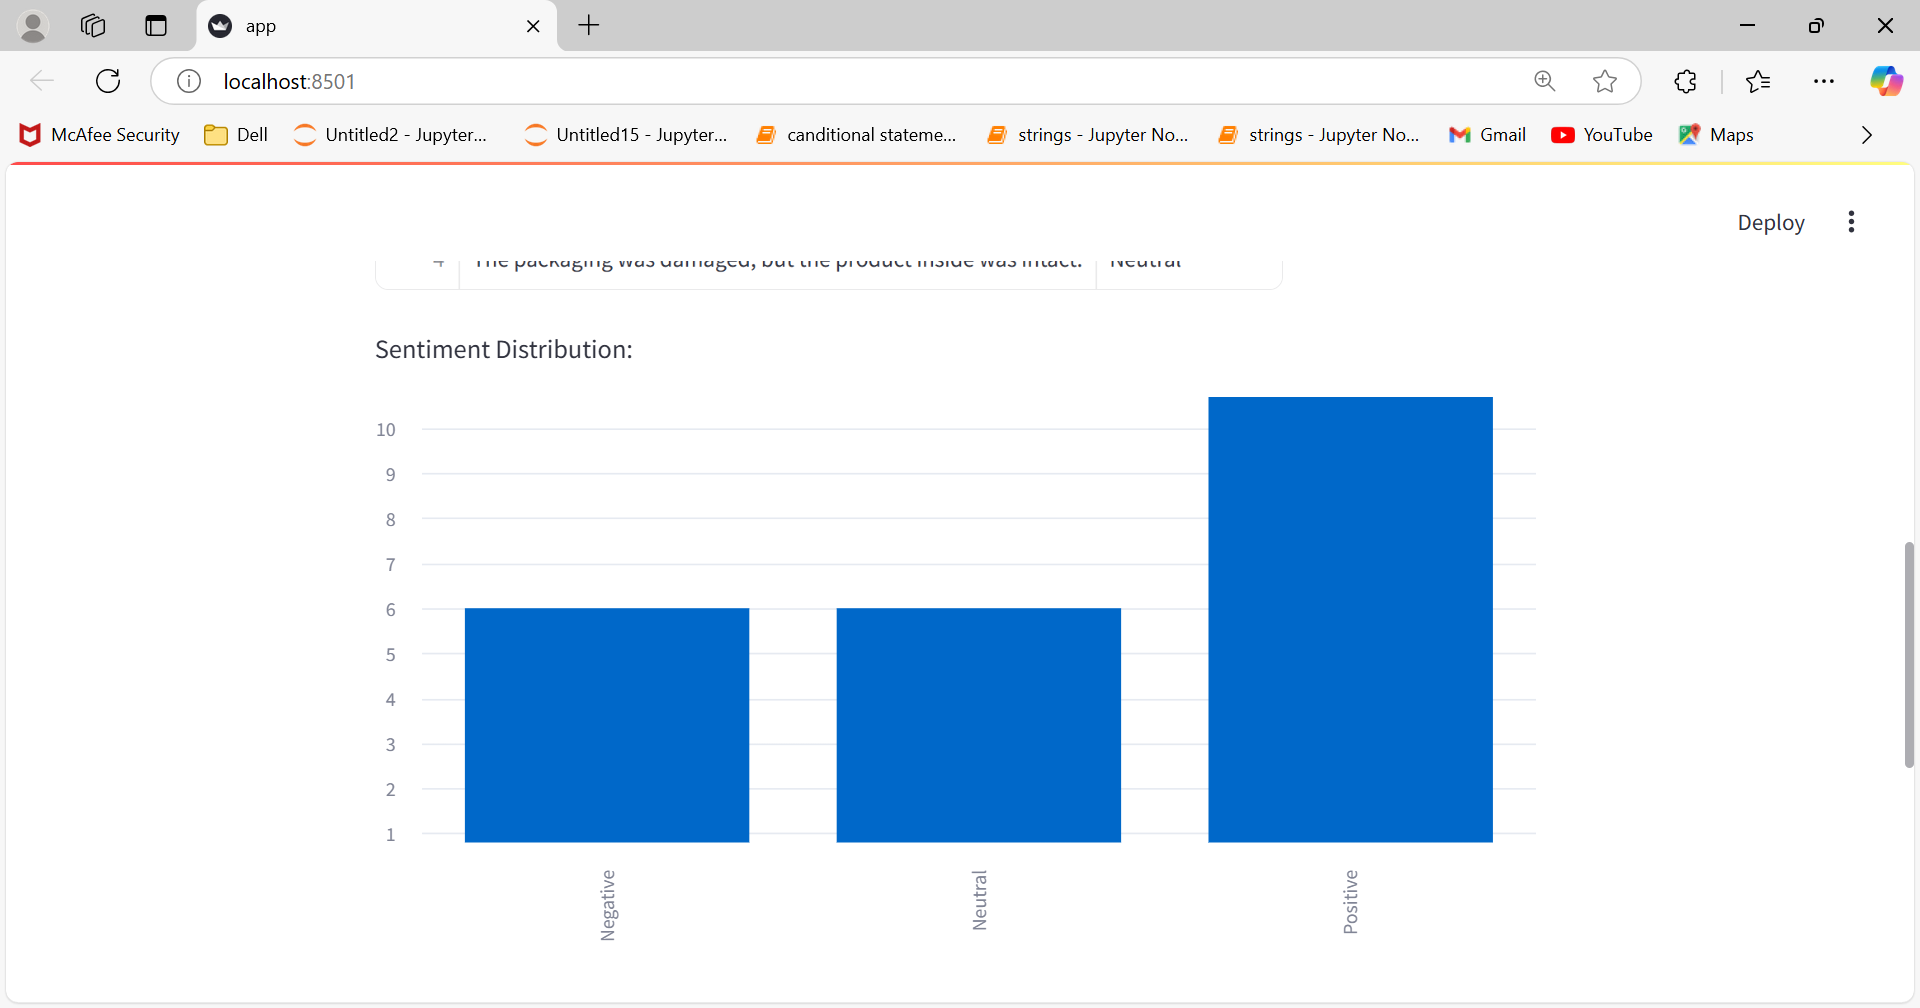 app
localhost:8501
McAfee Security
Dell
Untitled2 - Jupyter...
Untitled15 - Jupyter...
canditional stateme...
strings - Jupyter No...
strings - Jupyter No...
Gmail
YouTube
Maps
Deploy
4 The packaging was damaged, but the product inside was intact. Neutral
Sentiment Distribution:
10
9
8
7
6
5
4
3
2
1
Negative
Neutral
Positive